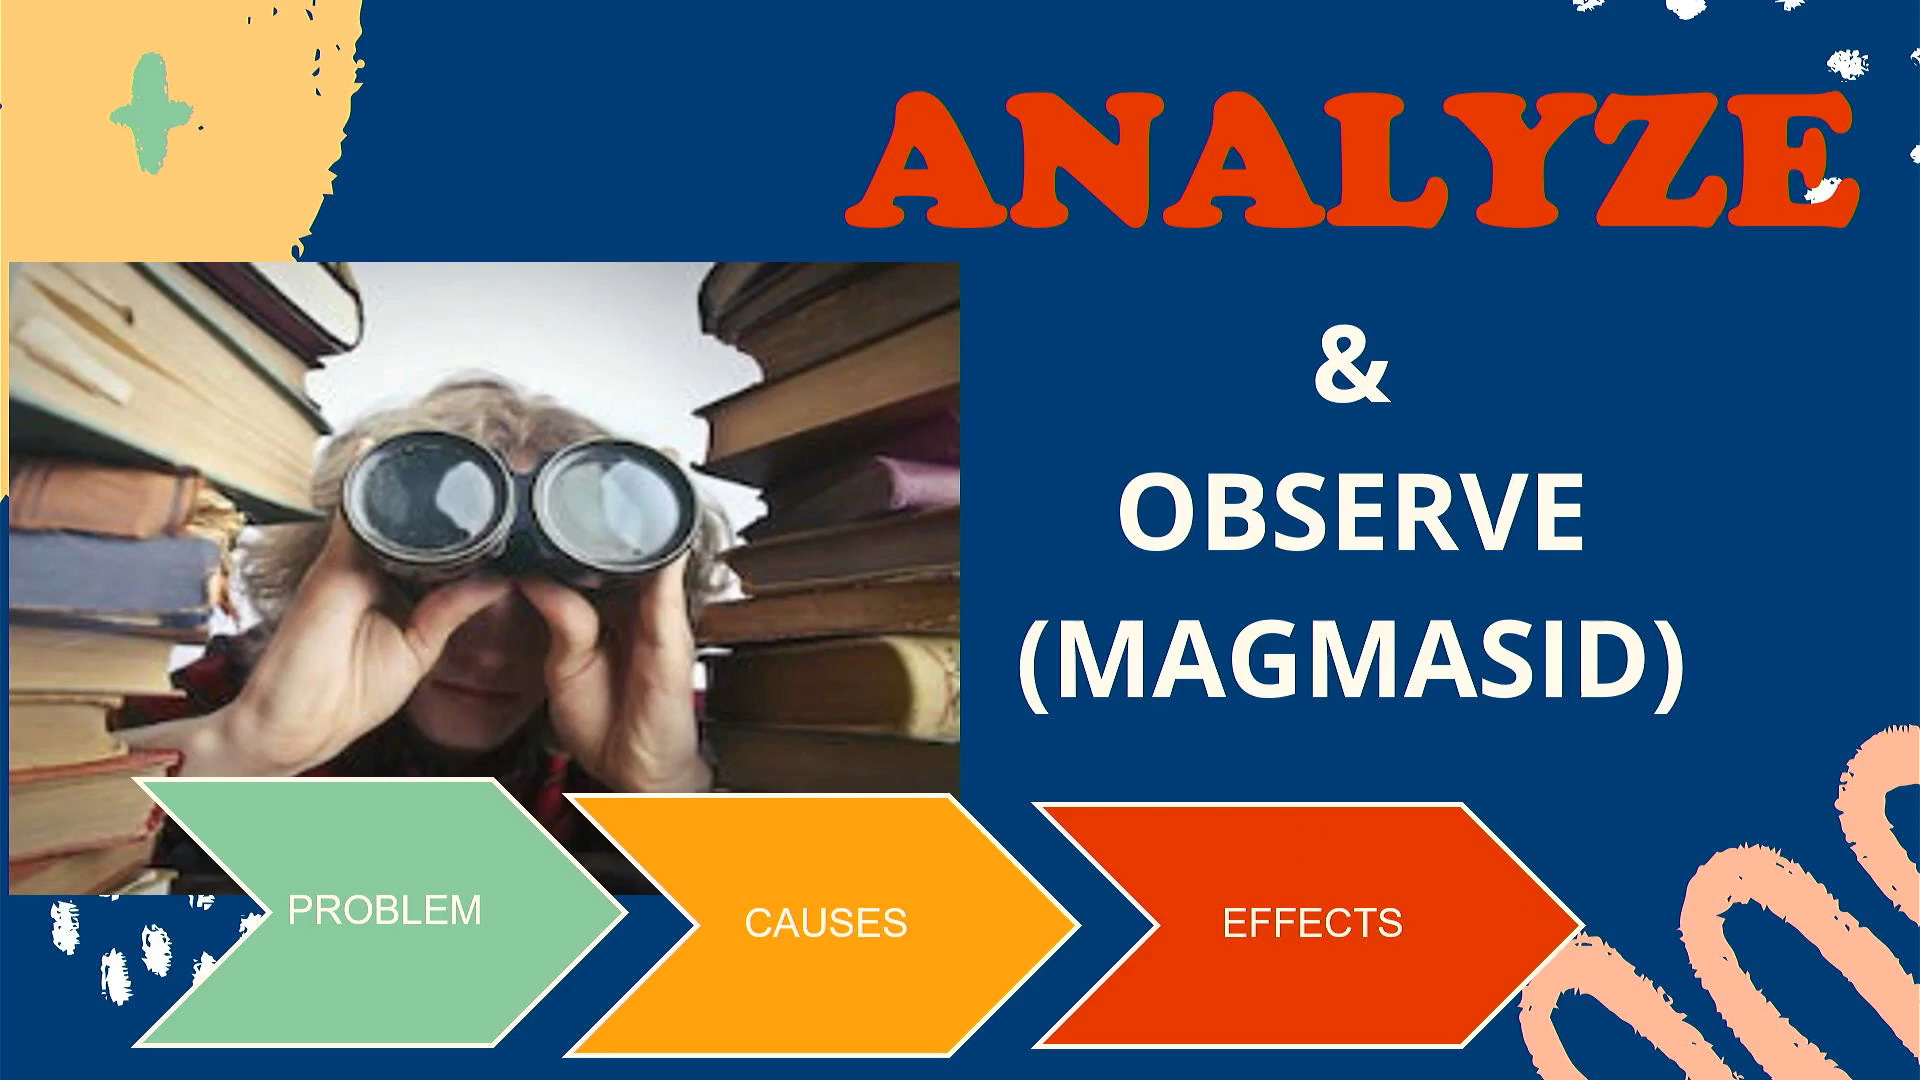 ANALYZE
&
OBSERVE
(MAGMASID)
PROBLEM
CAUSES
EFFECTS